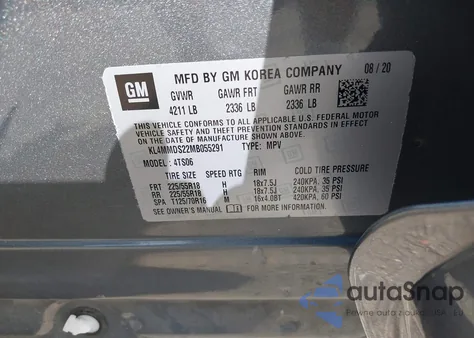 GM
MFD BY GM KOREA COMPANY 08 / 20
GVWR GAWR FRT GAWR RR
4211 LB 2336 LB 2336 LB
THIS VEHICLE CONFORMS TO ALL APPLICABLE U.S. FEDERAL MOTOR
VEHICLE SAFETY, BUMPER, AND THEFT PREVENTION STANDARDS
IN EFFECT ON THE DATE OF MANUFACTURE SHOWN ABOVE.
KL4MMDS22MB055291 TYPE: MPV
MODEL: 4TS06
TIRE SIZE SPEED RTG RIM COLD TIRE PRESSURE
FRT 225/55R18 H 18x7.5J 240KPA, 35 PSI
RR 225/55R18 H 18x7.5J 240KPA, 35 PSI
SPA T125/70R16 M 16x4.0BT 420KPA, 60 PSI
SEE OWNER'S MANUAL FOR MORE INFORMATION
autoSnap